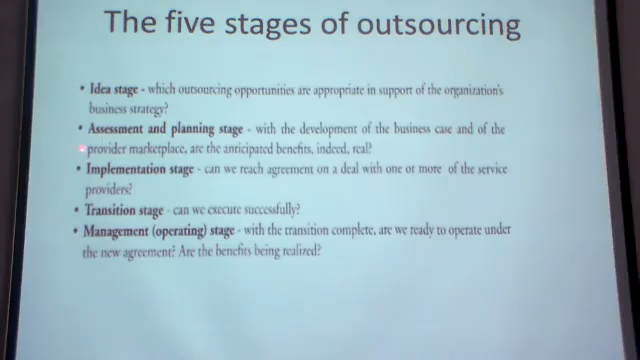 The five stages of outsourcing
• Idea stage - which outsourcing opportunities are appropriate in support of the organization's
business strategy?
• Assessment and planning stage - with the development of the business case and of the
provider marketplace, are the anticipated benefits, indeed, real?
• Implementation stage - can we reach agreement on a deal with one or more of the service
providers?
• Transition stage - can we execute successfully?
• Management (operating) stage - with the transition complete, are we ready to operate under
the new agreement? Are the benefits being realized?